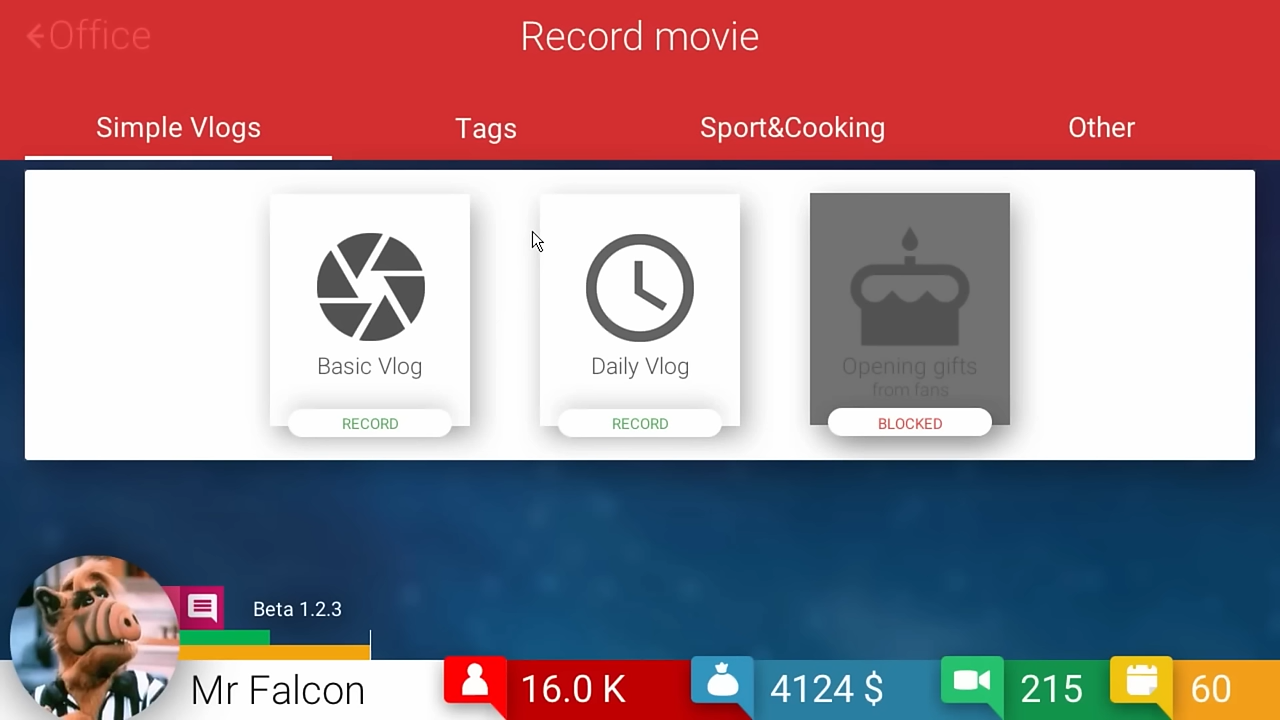 Office
Record movie
Simple Vlogs
Tags
Sport&Cooking
Other
Basic Vlog
RECORD
Daily Vlog
RECORD
Opening gifts
from fans
BLOCKED
Beta 1.2.3
Mr Falcon
16.0 K
4124 $
215
60